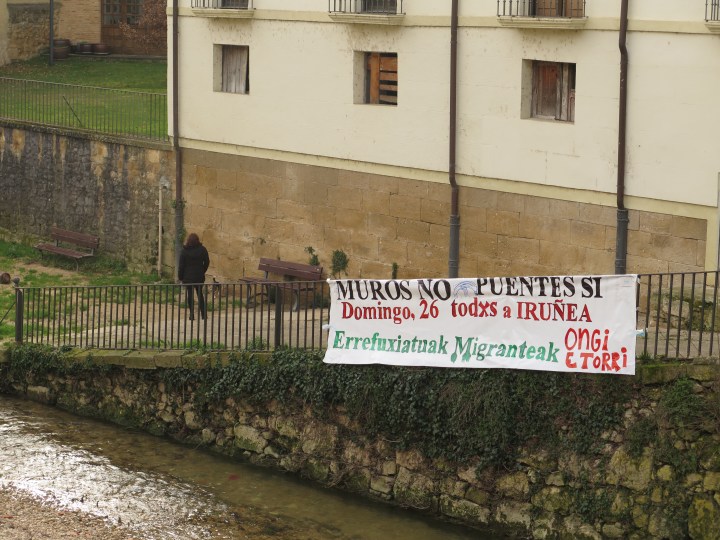 MUROS NO PUENTES SI
Domingo, 26 todxs a IRUÑEA
Errefuxiatuak Migranteak ONGI
ETORRI